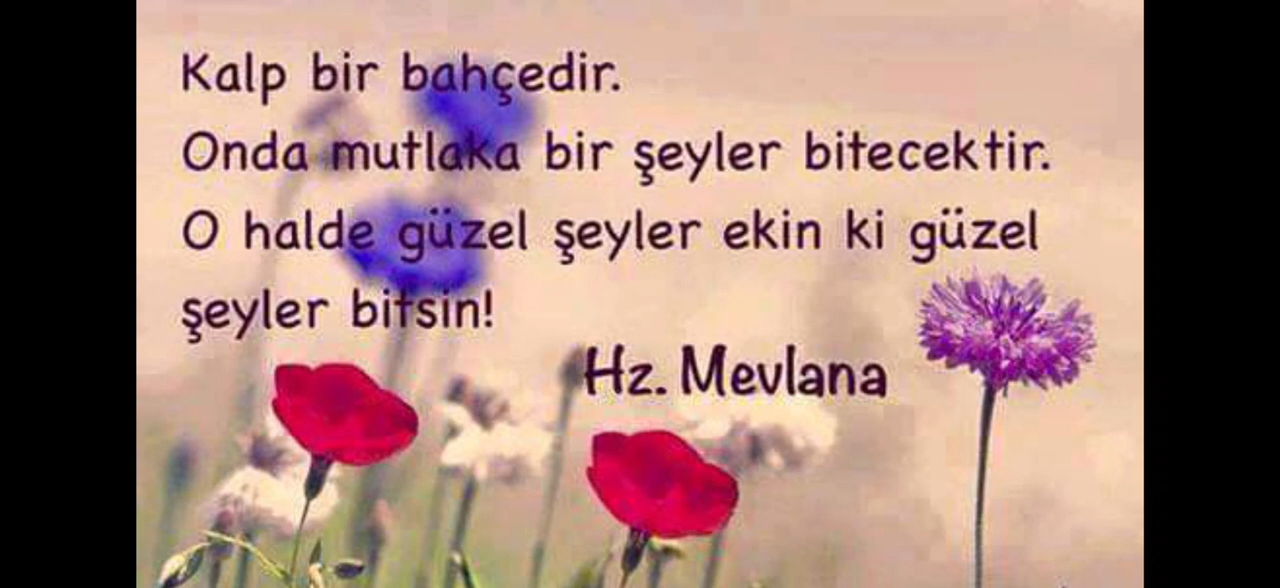 Kalp bir bahçedir.
Onda mutlaka bir şeyler bitecektir.
O halde güzel şeyler ekin ki güzel
şeyler bitsin!
Hz. Mevlana